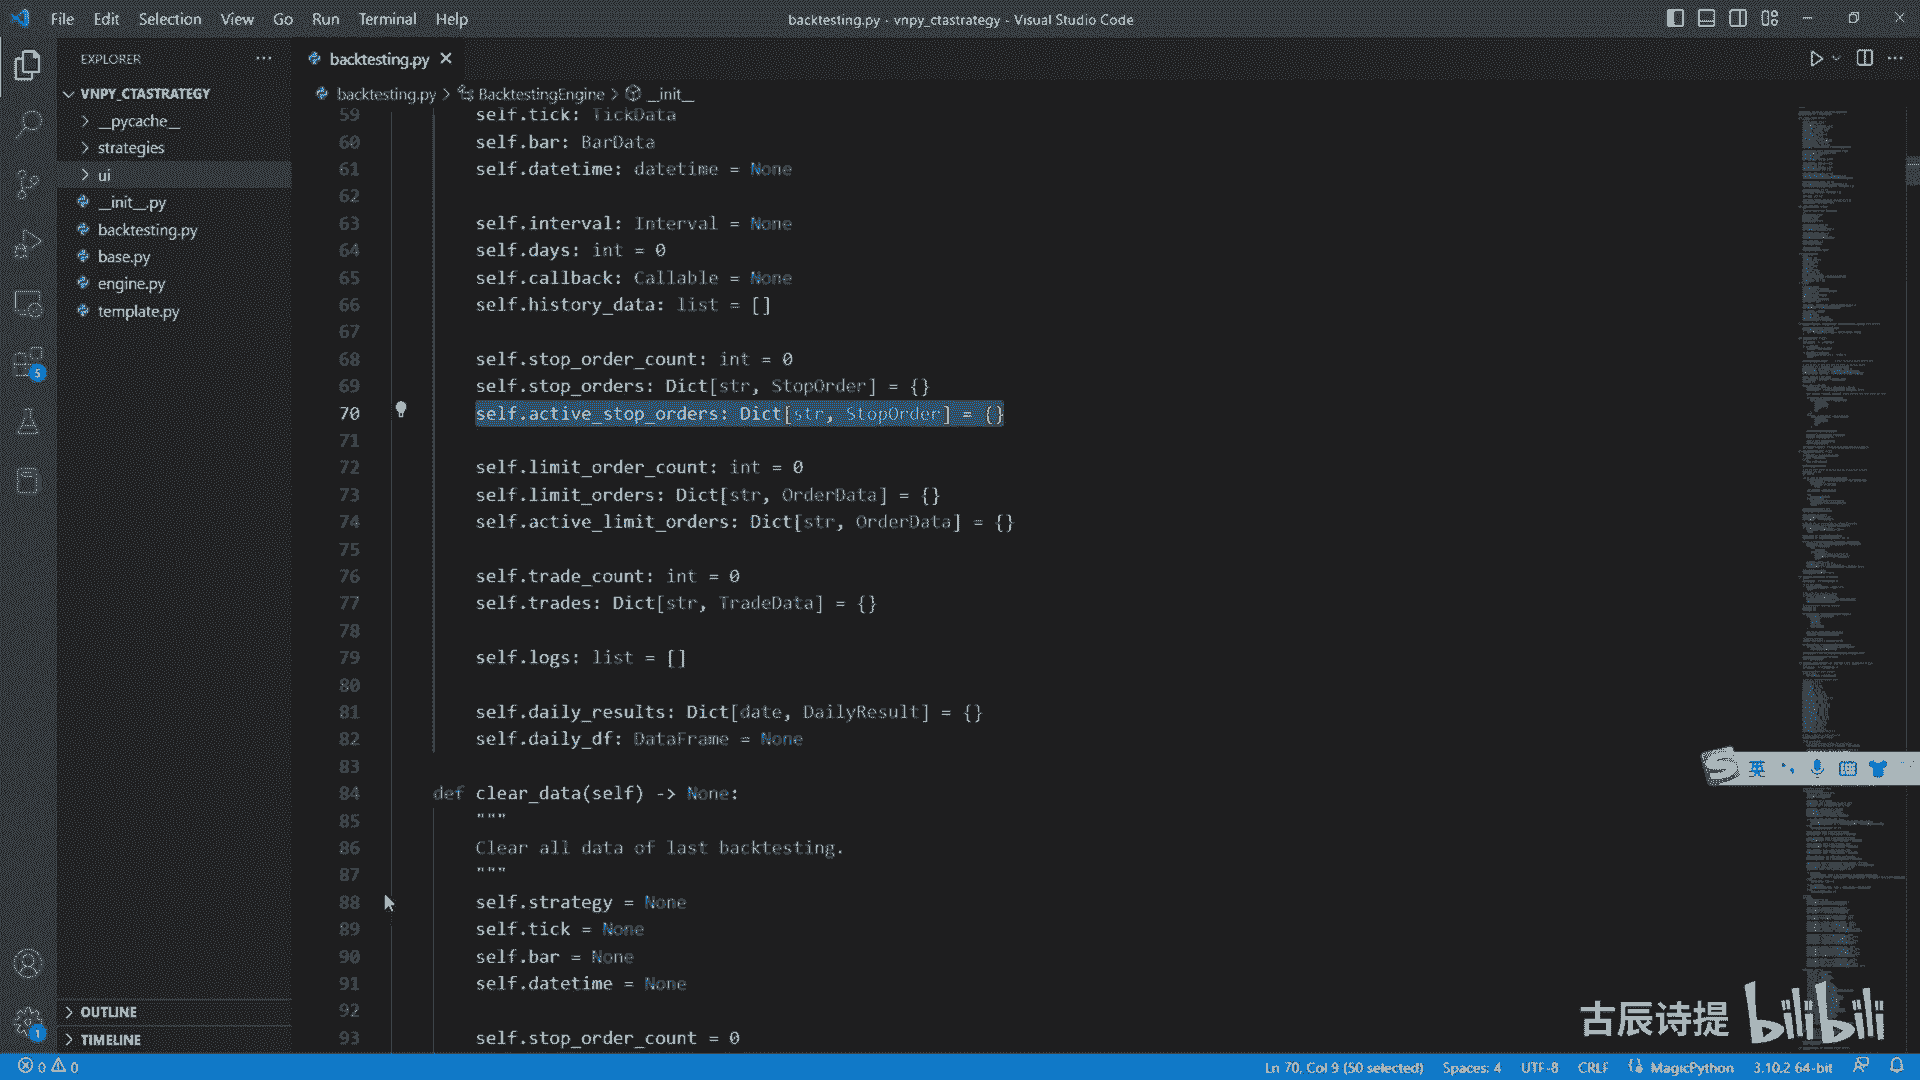 File Edit Selection View Go Run Terminal Help
backtesting.py - vnpy_ctastrategy - Visual Studio Code
EXPLORER
VNPY_CTASTRATEGY
__pycache__
strategies
ui
__init__.py
backtesting.py
base.py
engine.py
template.py
OUTLINE
TIMELINE
5
1
backtesting.py
backtesting.py > BacktestingEngine > __init__
59 self.tick: TickData
60 self.bar: BarData
61 self.datetime: datetime = None
62
63 self.interval: Interval = None
64 self.days: int = 0
65 self.callback: Callable = None
66 self.history_data: list = []
67
68 self.stop_order_count: int = 0
69 self.stop_orders: Dict[str, StopOrder] = {}
70 self.active_stop_orders: Dict[str, StopOrder] = {}
71
72 self.limit_order_count: int = 0
73 self.limit_orders: Dict[str, OrderData] = {}
74 self.active_limit_orders: Dict[str, OrderData] = {}
75
76 self.trade_count: int = 0
77 self.trades: Dict[str, TradeData] = {}
78
79 self.logs: list = []
80
81 self.daily_results: Dict[date, DailyResult] = {}
82 self.daily_df: DataFrame = None
83
84 def clear_data(self) -> None:
85 """
86 Clear all data of last backtesting.
87 """
88 self.strategy = None
89 self.tick = None
90 self.bar = None
91 self.datetime = None
92
93 self.stop_order_count = 0
英
古辰诗提 bilibili
0 0
Ln 70, Col 9 (50 selected) Spaces: 4 UTF-8 CRLF MagicPython 3.10.2 64-bit